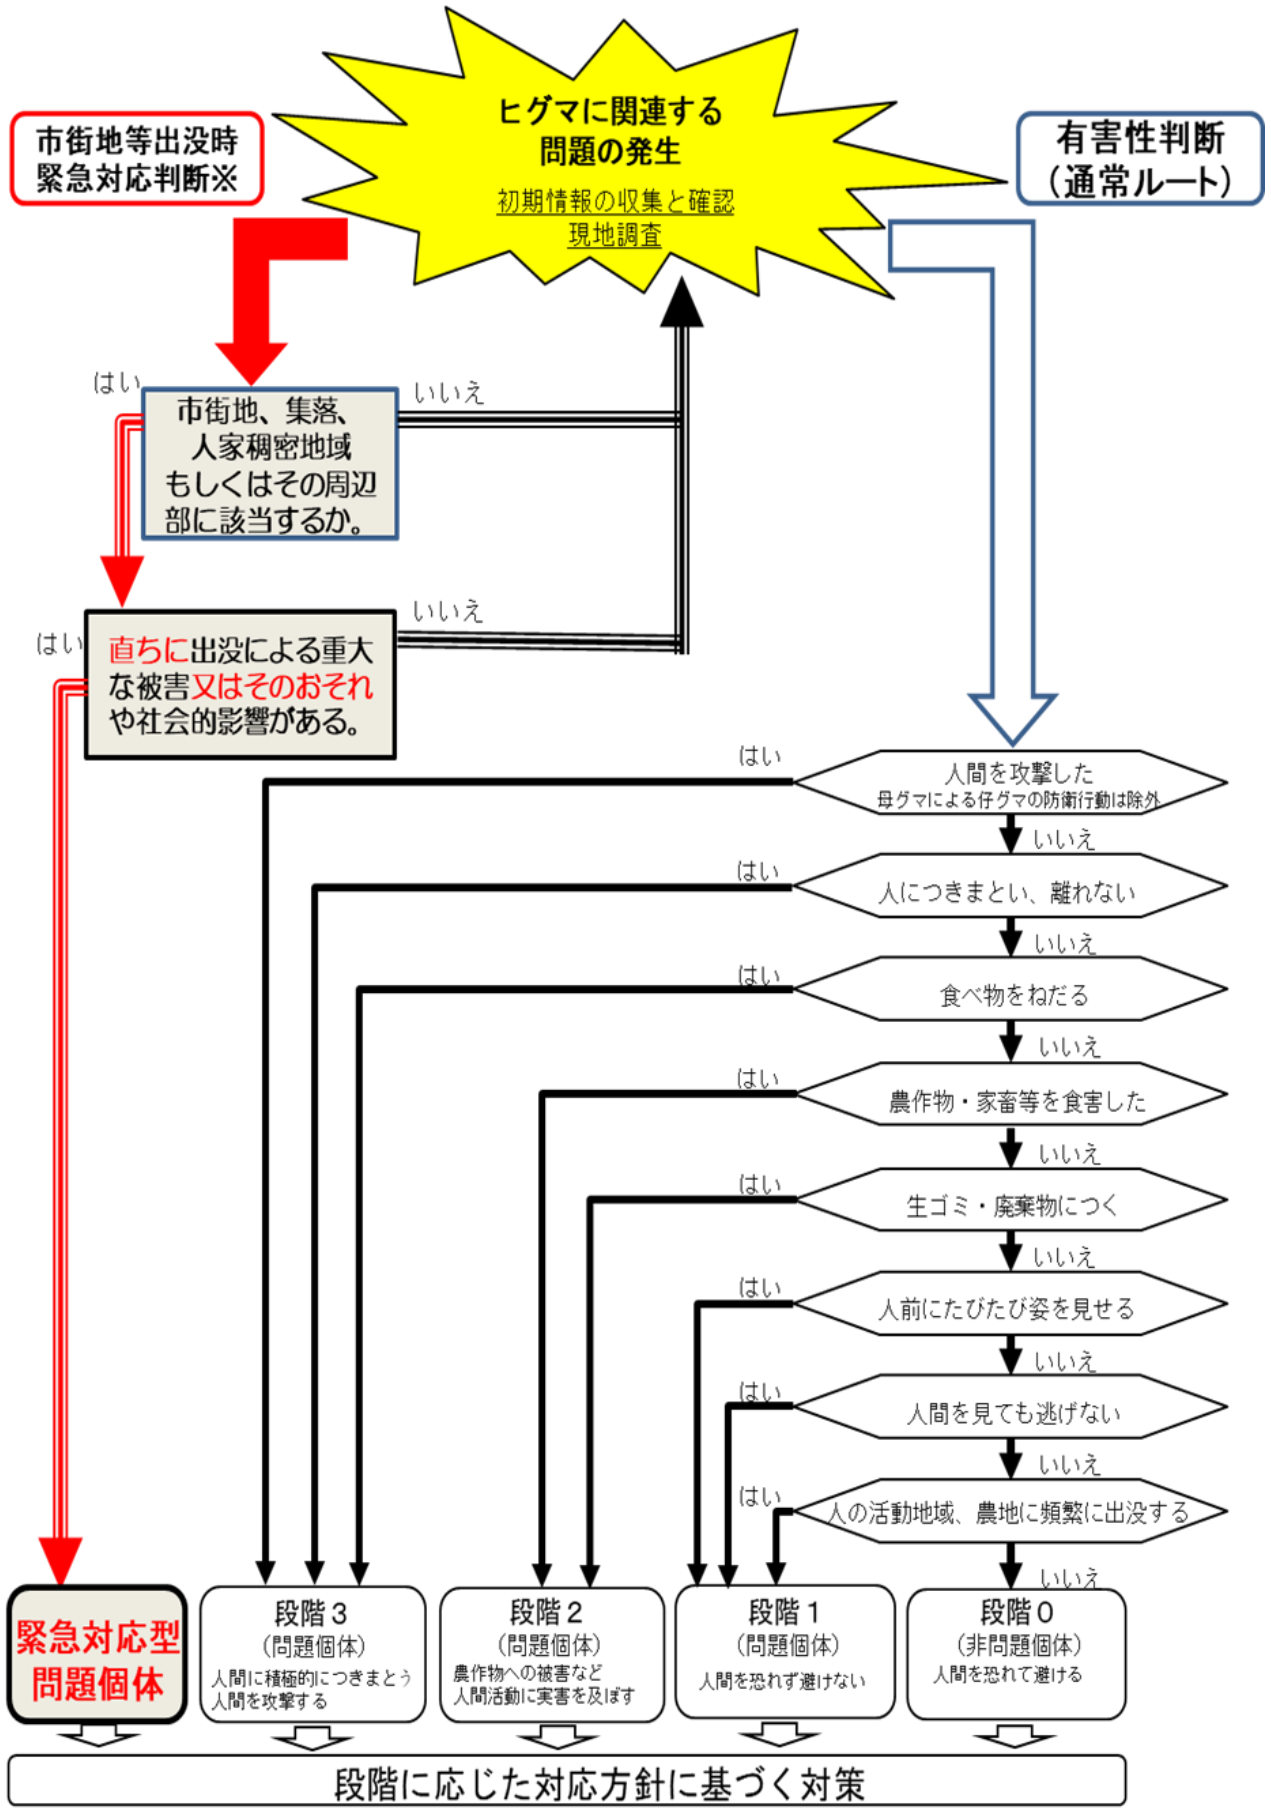 ヒグマに関連する
問題の発生
初期情報の収集と確認
現地調査
市街地等出没時
緊急対応判断※
有害性判断
(通常ルート)
はい
いいえ
市街地、集落、
人家稠密地域
もしくはその周辺
部に該当するか。
はい
いいえ
直ちに出没による重大
な被害又はそのおそれ
や社会的影響がある。
はい
人間を攻撃した
母グマによる仔グマの防衛行動は除外
いいえ
はい
人につきまとい、離れない
いいえ
はい
食べ物をねだる
いいえ
はい
農作物・家畜等を食害した
いいえ
はい
生ゴミ・廃棄物につく
いいえ
はい
人前にたびたび姿を見せる
いいえ
はい
人間を見ても逃げない
いいえ
はい
人の活動地域、農地に頻繁に出没する
いいえ
緊急対応型
問題個体
段階3
(問題個体)
人間に積極的につきまとう
人間を攻撃する
段階2
(問題個体)
農作物への被害など
人間活動に実害を及ぼす
段階1
(問題個体)
人間を恐れず避けない
段階0
(非問題個体)
人間を恐れて避ける
段階に応じた対応方針に基づく対策